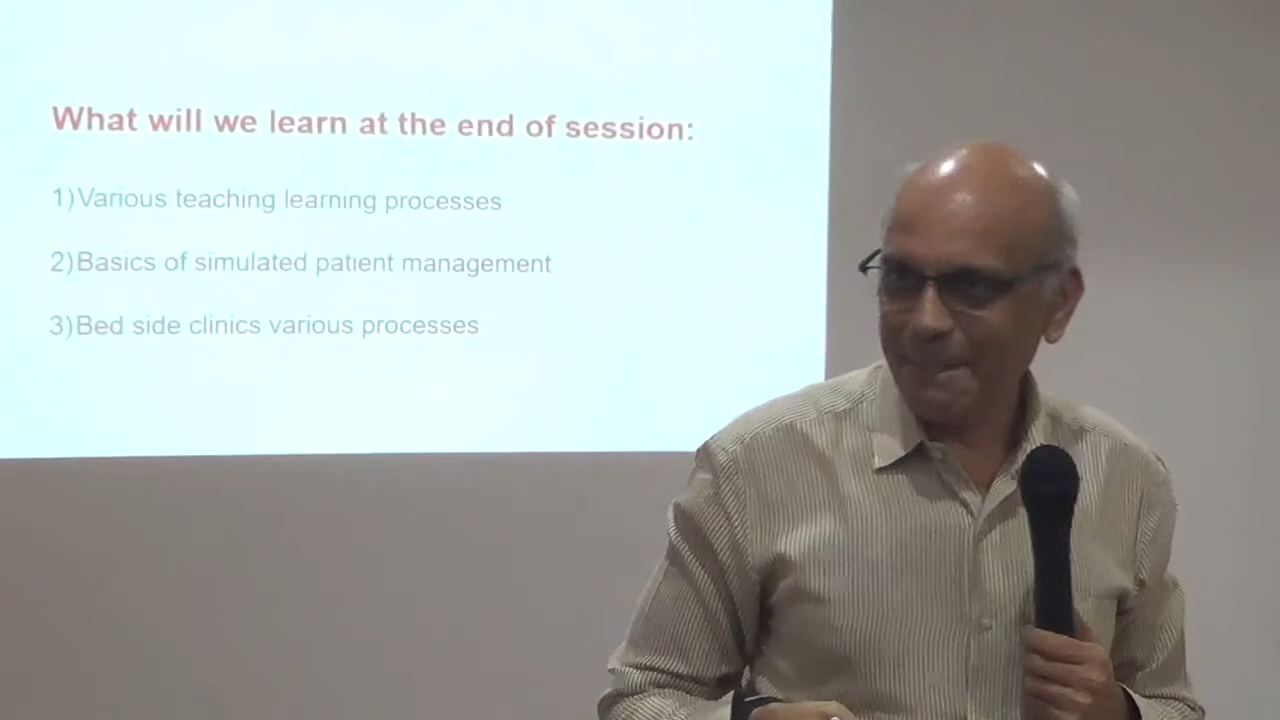 What will we learn at the end of session:
1)Various teaching learning processes
2)Basics of simulated patient management
3)Bed side clinics various processes